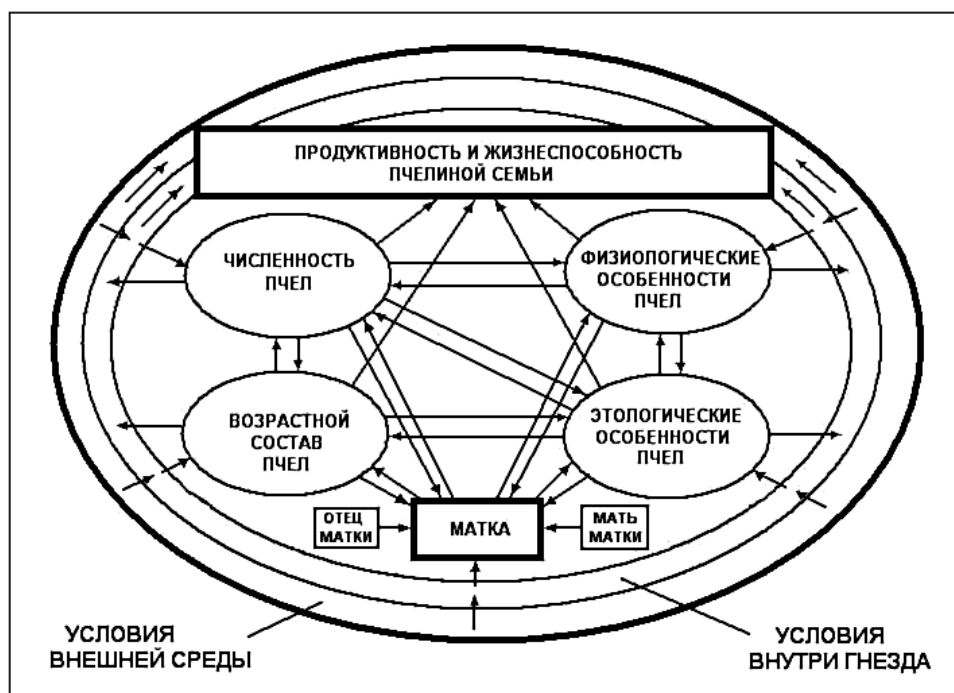 ПРОДУКТИВНОСТЬ И ЖИЗНЕСПОСОБНОСТЬ
ПЧЕЛИНОЙ СЕМЬИ
ЧИСЛЕННОСТЬ
ПЧЕЛ
ФИЗИОЛОГИЧЕСКИЕ
ОСОБЕННОСТИ
ПЧЕЛ
ВОЗРАСТНОЙ
СОСТАВ
ПЧЕЛ
ЭТОЛОГИЧЕСКИЕ
ОСОБЕННОСТИ
ПЧЕЛ
ОТЕЦ
МАТКИ
МАТКА
МАТЬ
МАТКИ
УСЛОВИЯ
ВНЕШНЕЙ СРЕДЫ
УСЛОВИЯ
ВНУТРИ ГНЕЗДА